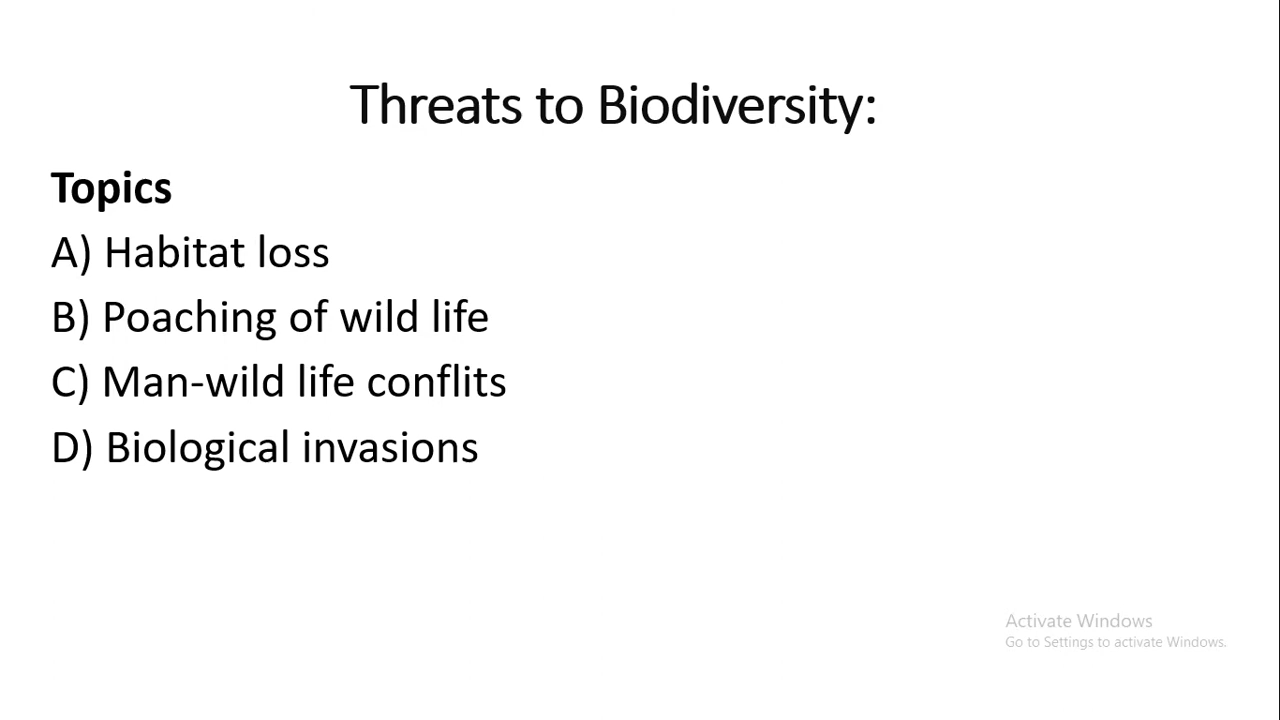 Threats to Biodiversity:
Topics
A) Habitat loss
B) Poaching of wild life
C) Man-wild life conflits
D) Biological invasions
Activate Windows
Go to Settings to activate Windows.